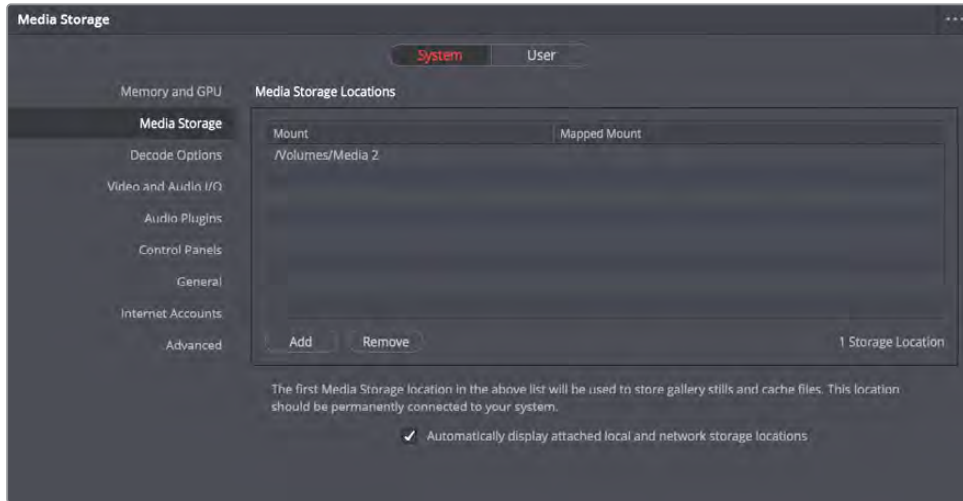 Media Storage
System User
Memory and GPU
Media Storage
Decode Options
Video and Audio I/O
Audio Plugins
Control Panels
General
Internet Accounts
Advanced
Media Storage Locations
Mount Mapped Mount
/Volumes/Media 2
Add Remove 1 Storage Location
The first Media Storage location in the above list will be used to store gallery stills and cache files. This location
should be permanently connected to your system.
Automatically display attached local and network storage locations